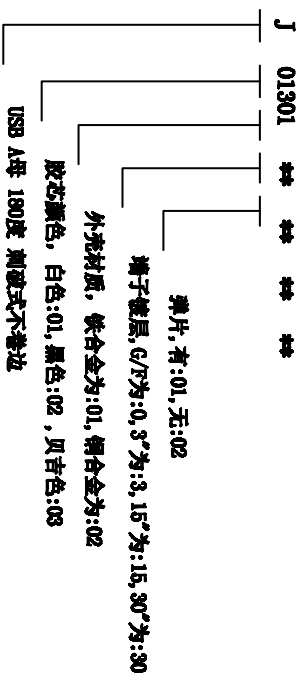 J 01301 ** ** ** **
弹片,有:01,无:02
端子镀层,G/F为:0,3"为:3,15"为:15,30"为:30
外壳材质，铁合金为:01,铜合金为:02
胶芯颜色，白色:01,黑色:02，贝吉色:03
USB A母 180度 刺破式不卷边